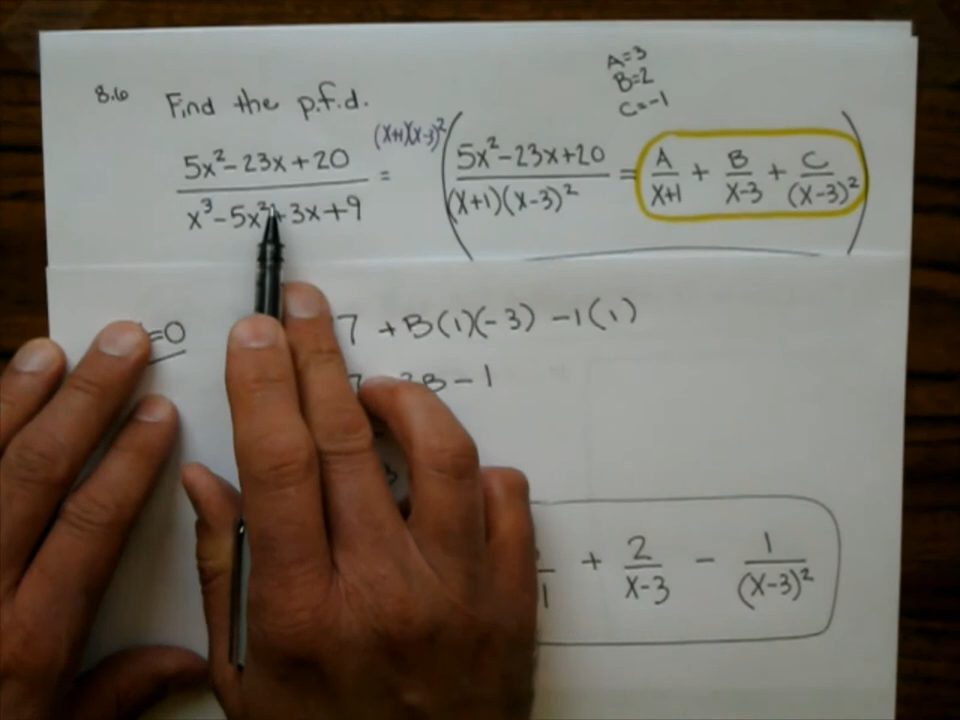 A=3
B=2
C=-1
8.6 Find the p.f.d.
5x²-23x+20 / x³-5x²+3x+9 = (x+1)(x-3)² ( 5x²-23x+20 / (x+1)(x-3)² = A/x+1 + B/x-3 + C/(x-3)² )
=0 7 + B(1)(-3) - 1(1)
B - 1
+ 2/x-3 - 1/(x-3)²